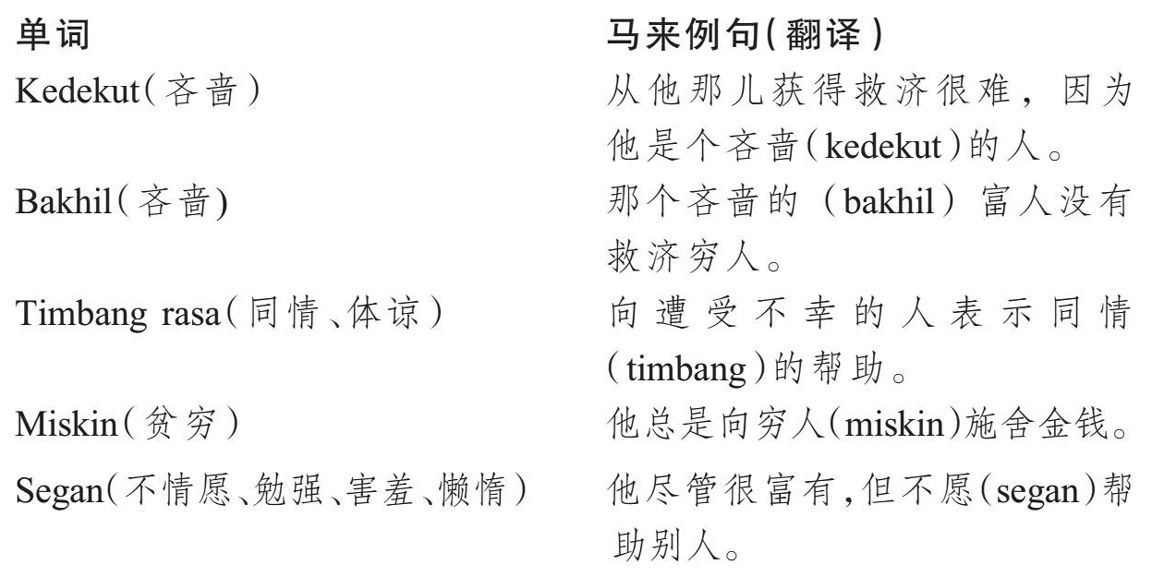 单词 马来例句(翻译)
Kedekut(吝啬) 从他那儿获得救济很难，因为
他是个吝啬(kedekut)的人。
Bakhil(吝啬) 那个吝啬的（bakhil）富人没有
救济穷人。
Timbang rasa(同情、体谅) 向遭受不幸的人表示同情
(timbang)的帮助。
Miskin(贫穷) 他总是向穷人(miskin)施舍金钱。
Segan(不情愿、勉强、害羞、懒惰) 他尽管很富有,但不愿(segan)帮
助别人。